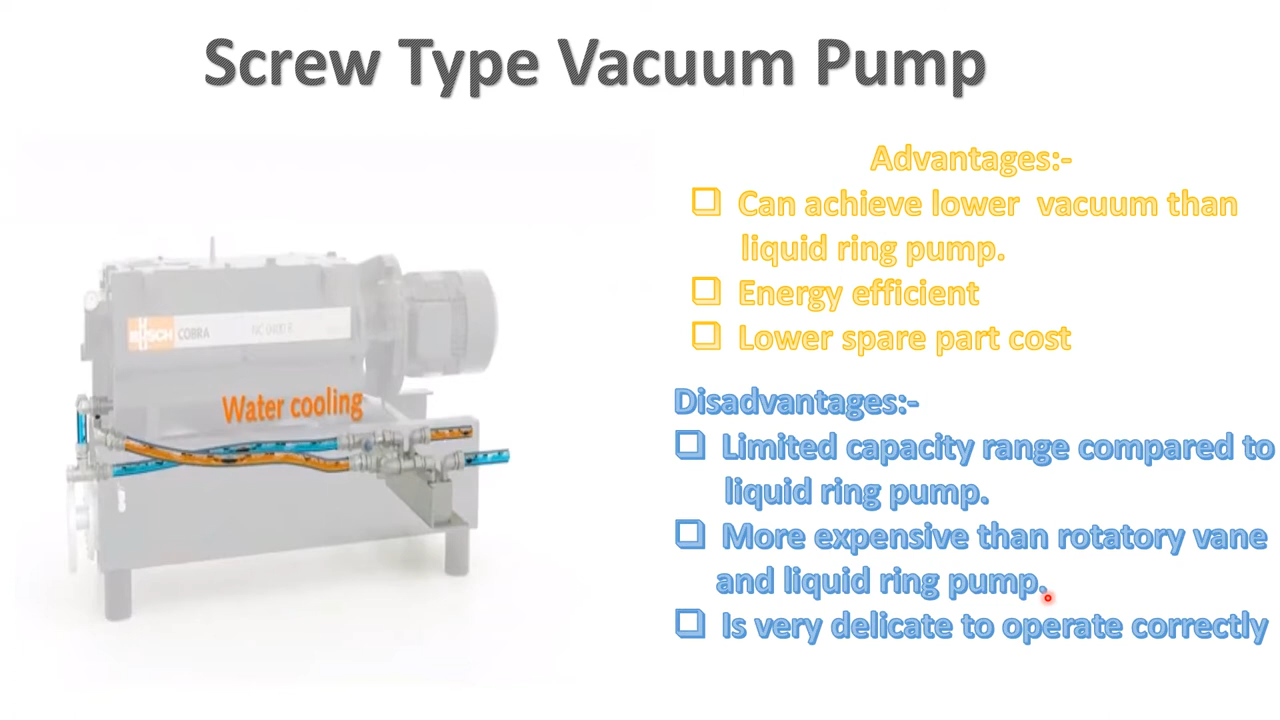 Screw Type Vacuum Pump
Advantages:-
Can achieve lower vacuum than
liquid ring pump.
Energy efficient
Lower spare part cost
BUSCH COBRA
Water cooling
Disadvantages:-
Limited capacity range compared to
liquid ring pump.
More expensive than rotatory vane
and liquid ring pump.
Is very delicate to operate correctly